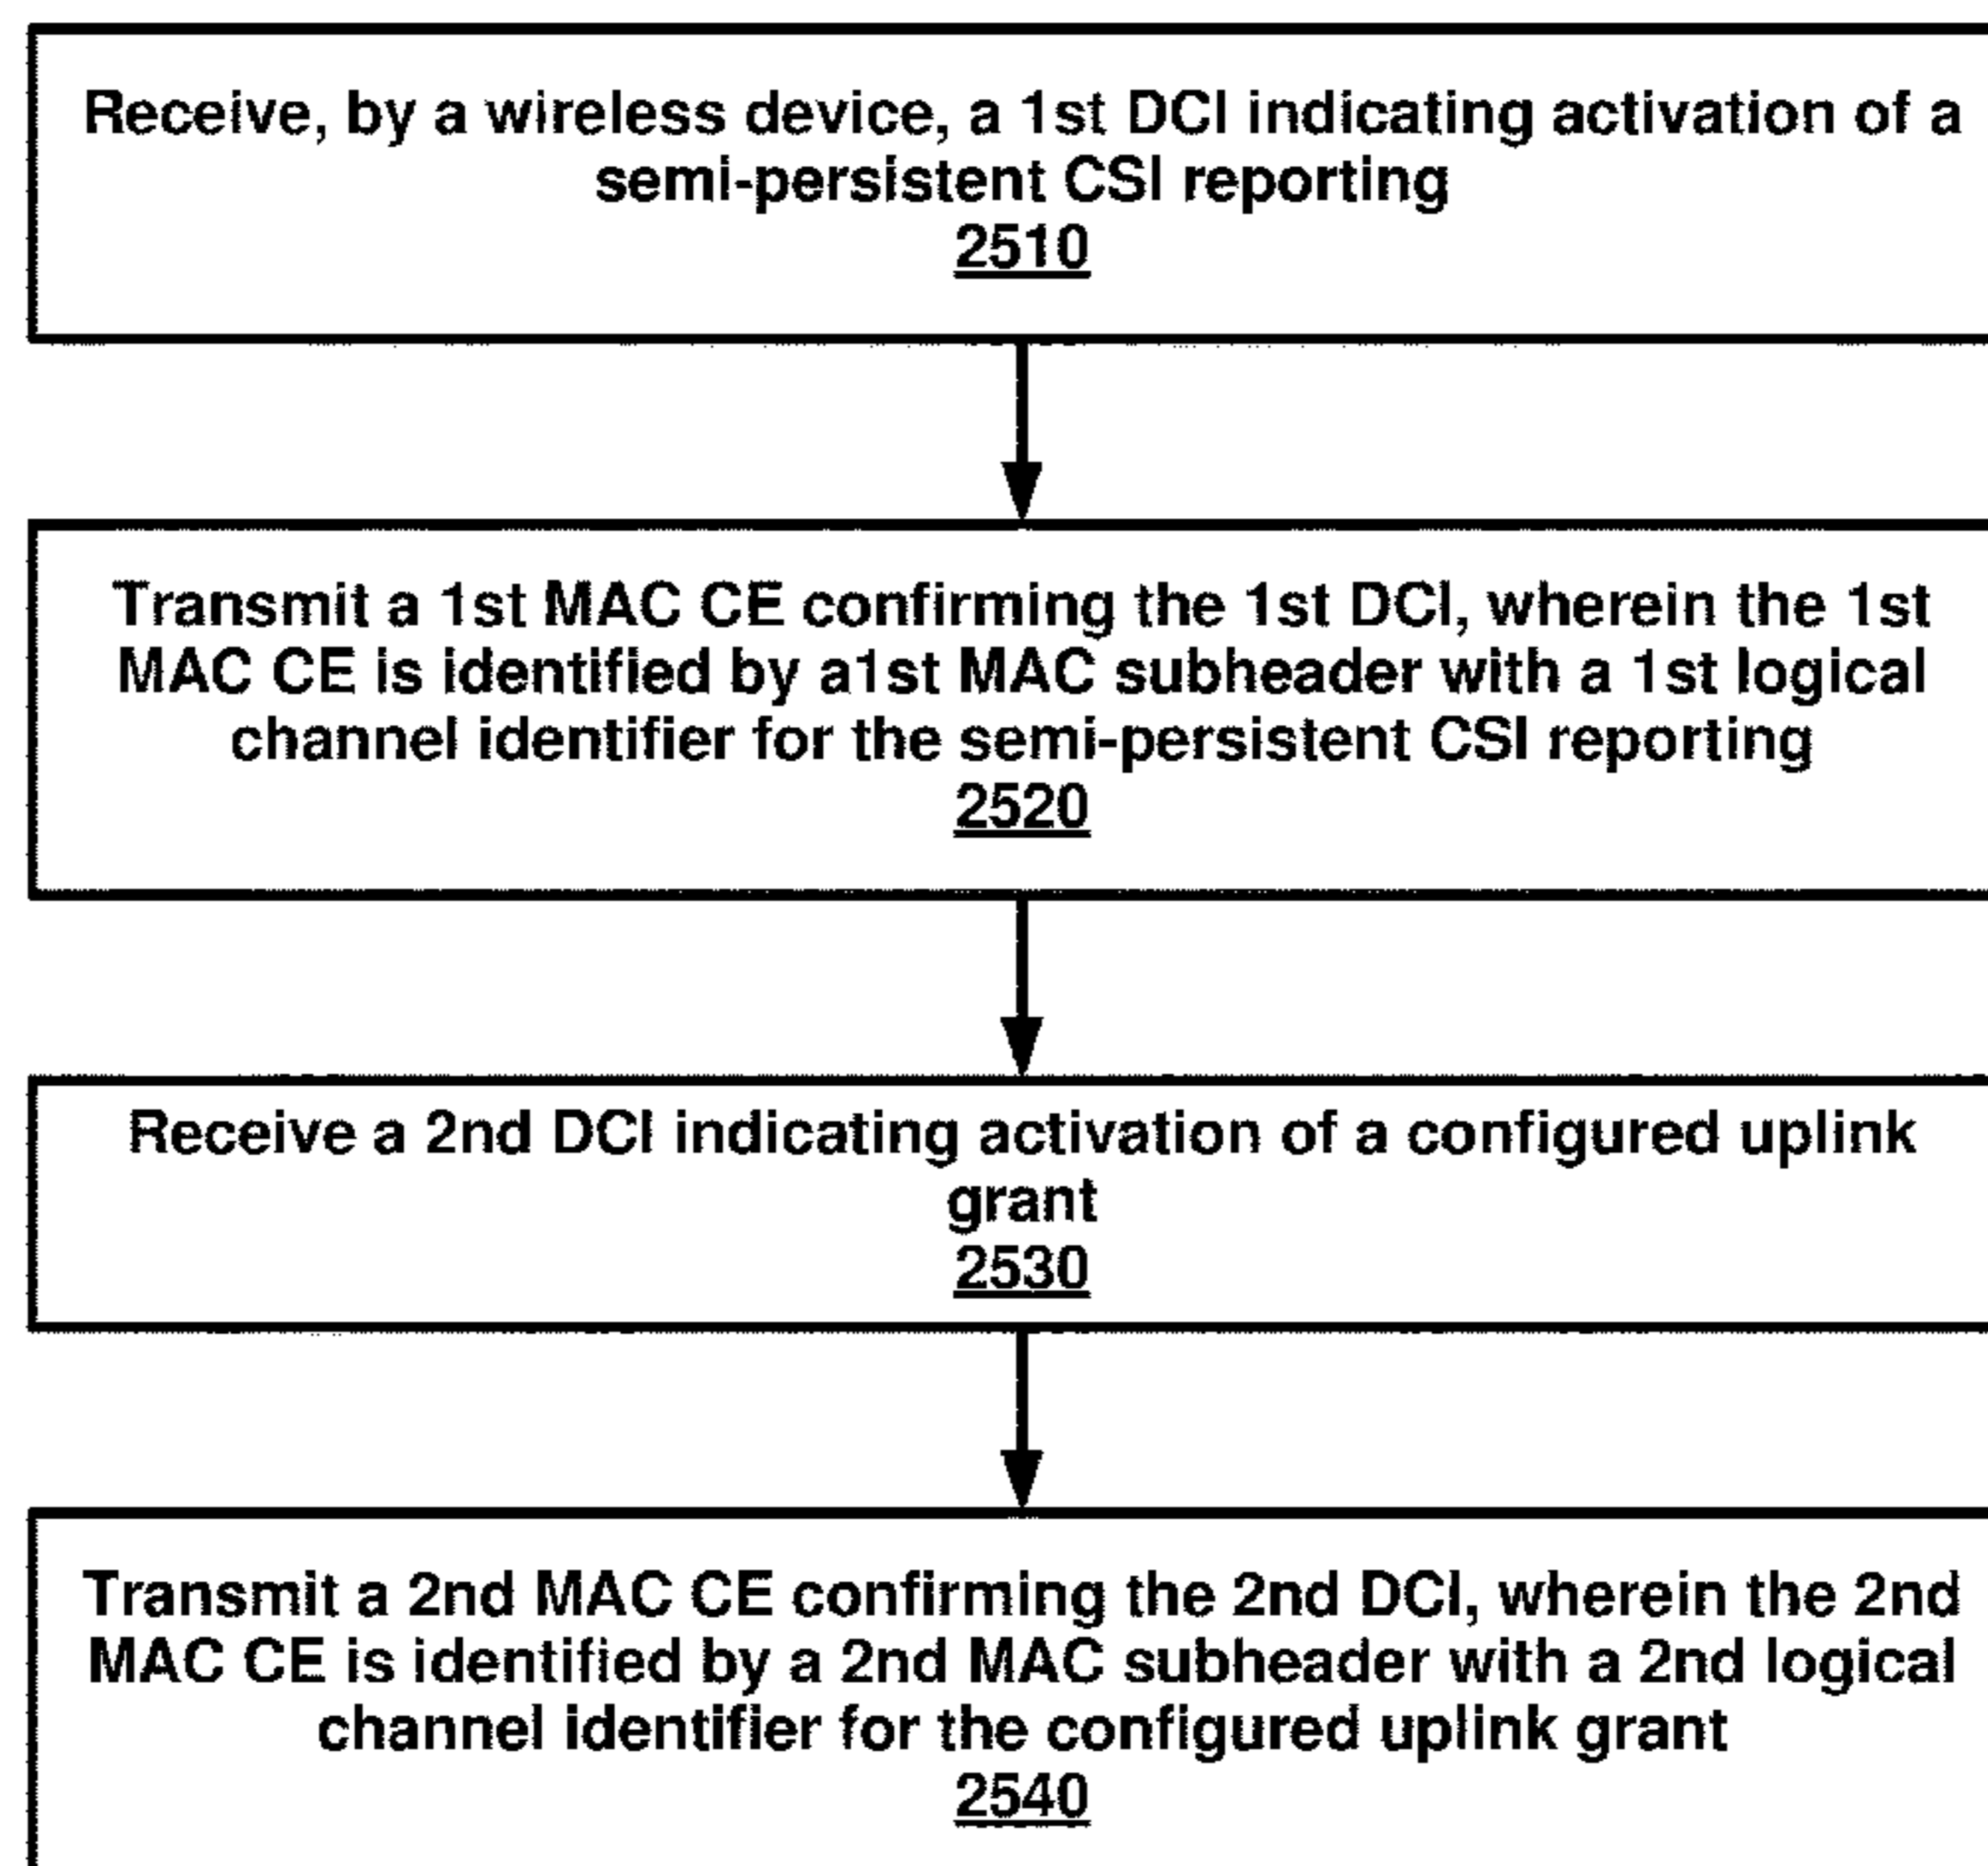 Receive, by a wireless device, a 1st DCI indicating activation of a
semi-persistent CSI reporting
2510
Transmit a 1st MAC CE confirming the 1st DCI, wherein the 1st
MAC CE is identified by a1st MAC subheader with a 1st logical
channel identifier for the semi-persistent CSI reporting
2520
Receive a 2nd DCI indicating activation of a configured uplink
grant
2530
Transmit a 2nd MAC CE confirming the 2nd DCI, wherein the 2nd
MAC CE is identified by a 2nd MAC subheader with a 2nd logical
channel identifier for the configured uplink grant
2540